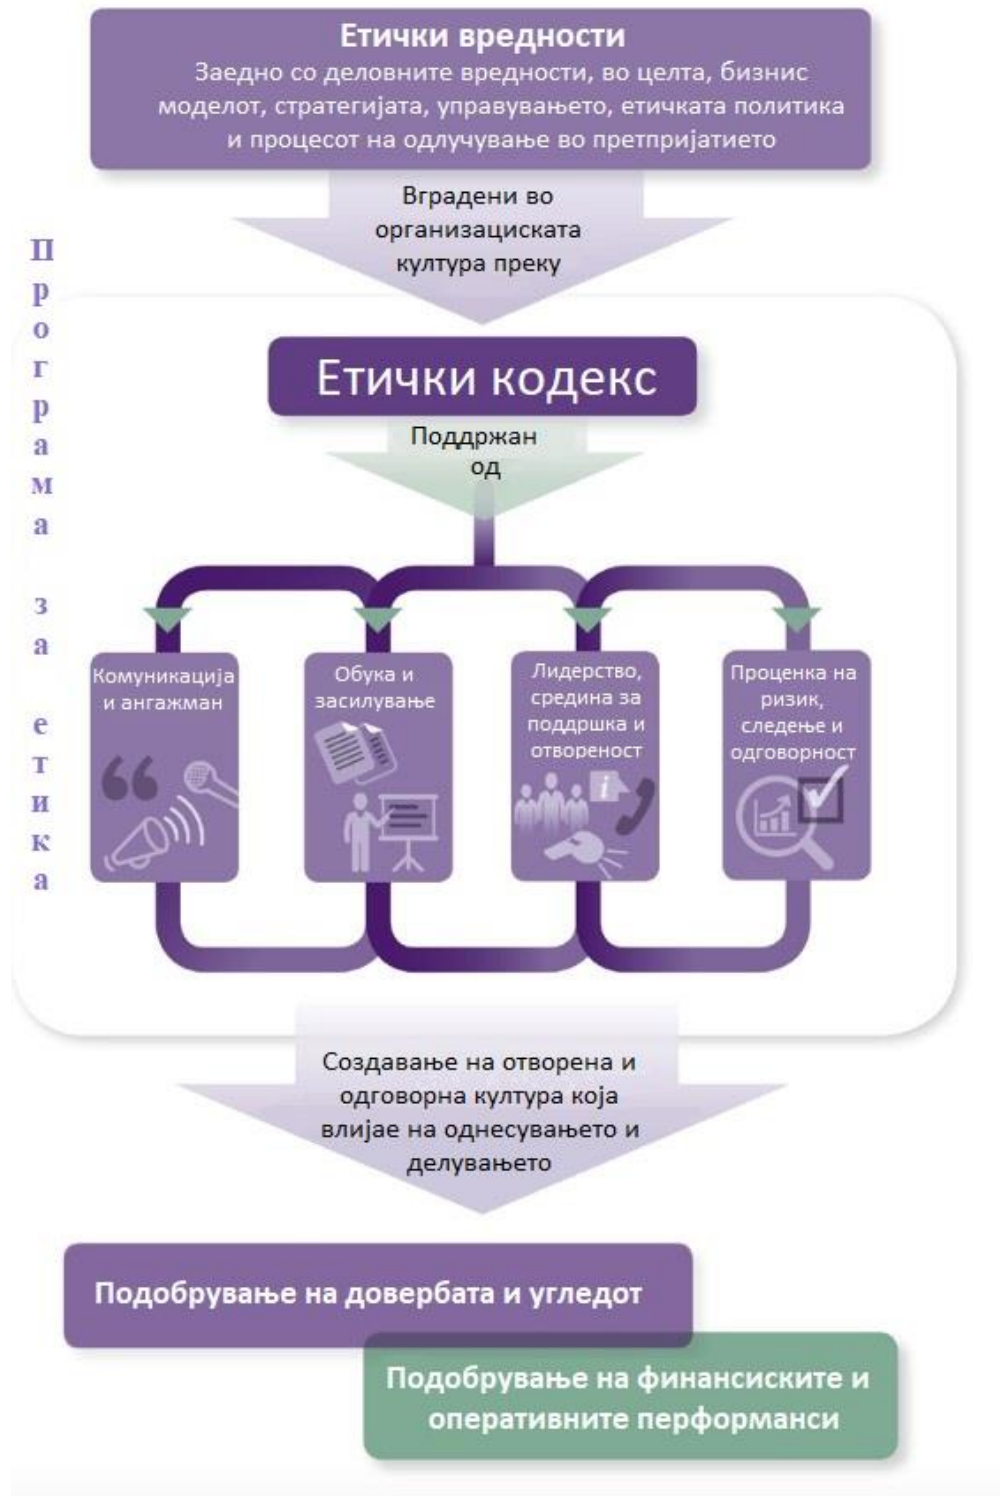 Етички вредности
Заедно со деловните вредности, во целта, бизнис
моделот, стратегијата, управувањето, етичката политика
и процесот на одлучување во претпријатието
Вградени во
организациската
култура преку
Програма за етика
Етички кодекс
Поддржан
од
Комуникација
и ангажман
Обука и
засилување
Лидерство,
средина за
поддршка и
отвореност
Проценка на
ризик,
следење и
одговорност
Создавање на отворена и
одговорна култура која
влијае на однесувањето и
делувањето
Подобрување на довербата и угледот
Подобрување на финансиските и
оперативните перформанси